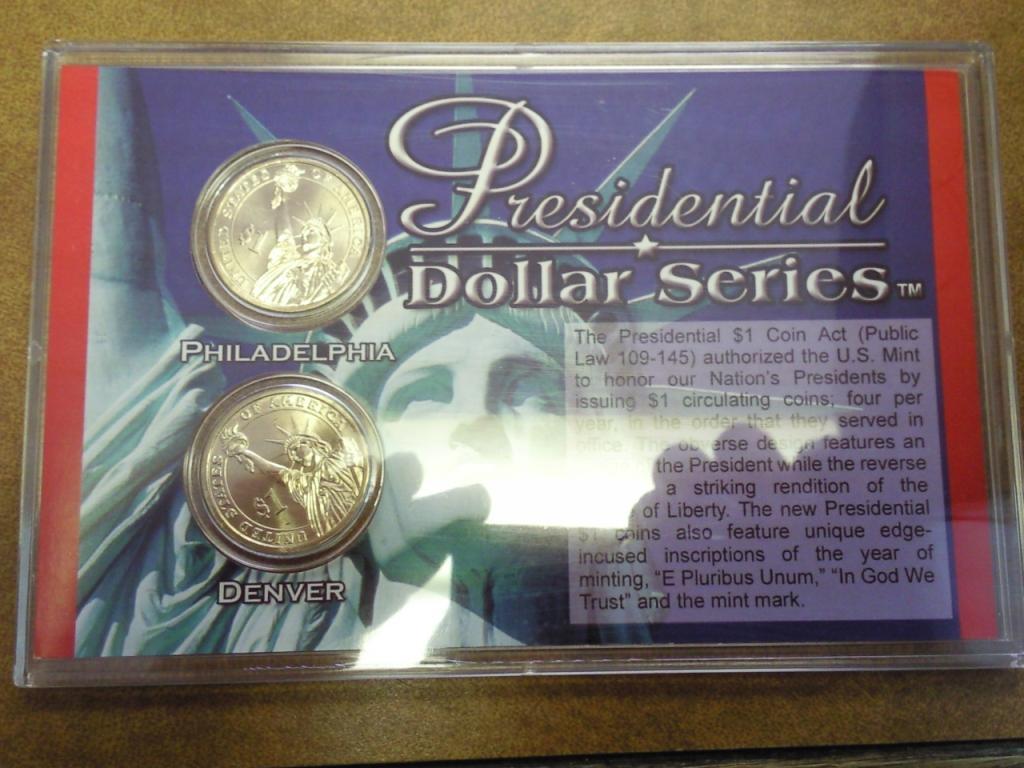 Presidential
Dollar Series™
UNITED STATES OF AMERICA
$1
PHILADELPHIA
UNITED STATES OF AMERICA
$1
DENVER
The Presidential $1 Coin Act (Public
Law 109-145) authorized the U.S. Mint
to honor our Nation's Presidents by
issuing $1 circulating coins; four per
year, in the order that they served in
office. The obverse design features an
the President while the reverse
a striking rendition of the
of Liberty. The new Presidential
$1 coins also feature unique edge-
incused inscriptions of the year of
minting, “E Pluribus Unum,” “In God We
Trust” and the mint mark.